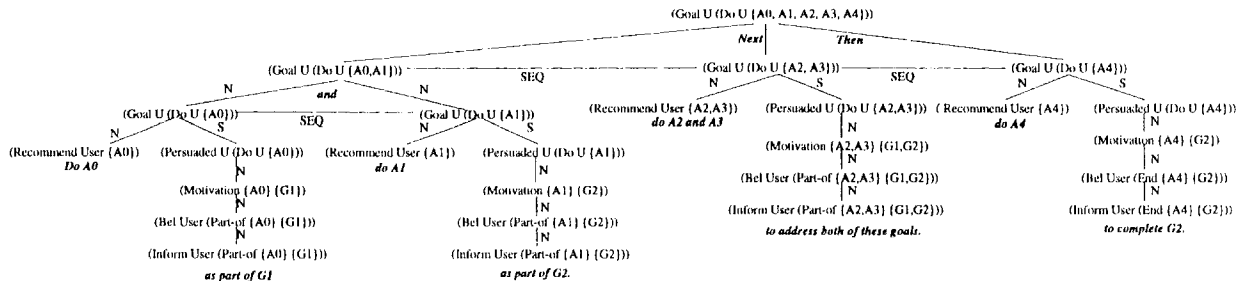 (Goal U (Do U {A0, A1, A2, A3, A4}))
Next Then
(Goal U (Do U {A0,A1})) SEQ (Goal U (Do U {A2, A3})) SEQ (Goal U (Do U {A4}))
N and N N S N S
(Goal U (Do U {A0})) SEQ (Goal U (Do U {A1})) (Recommend User {A2,A3}) (Persuaded U (Do U {A2,A3})) (Recommend User {A4}) (Persuaded U (Do U {A4}))
do A2 and A3 do A4
N S N S N N
(Recommend User {A0}) (Persuaded U (Do U {A0})) (Recommend User {A1}) (Persuaded U (Do U {A1})) (Motivation {A2,A3} {G1,G2}) (Motivation {A4} {G2})
Do A0 do A1
N N N N
(Motivation {A0} {G1}) (Motivation {A1} {G2}) (Bel User (Part-of {A2,A3} {G1,G2})) (Bel User (End {A4} {G2}))
N N N N
(Bel User (Part-of {A0} {G1})) (Bel User (Part-of {A1} {G2})) (Inform User (Part-of {A2,A3} {G1,G2})) (Inform User (End {A4} {G2}))
to address both of these goals. to complete G2.
N N
(Inform User (Part-of {A0} {G1})) (Inform User (Part-of {A1} {G2}))
as part of G1 as part of G2.